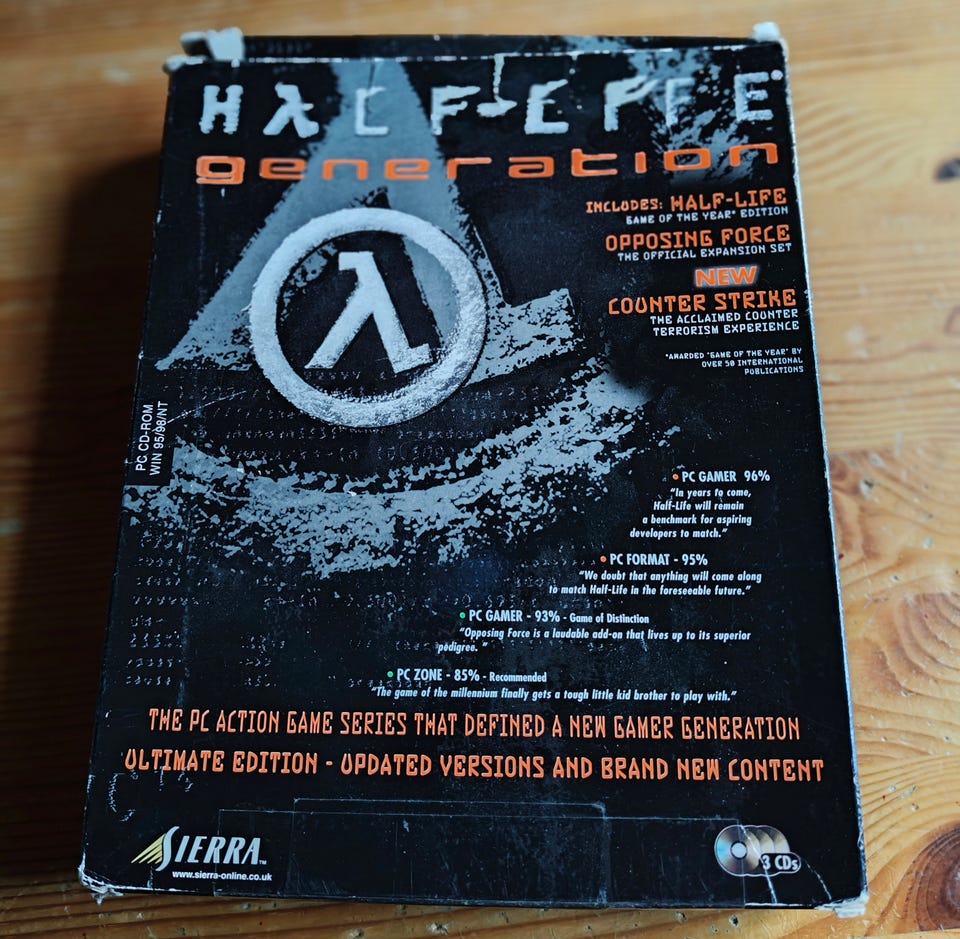 HλLF-LIFE®
generation
INCLUDES: HALF-LIFE
GAME OF THE YEAR* EDITION
OPPOSING FORCE
THE OFFICIAL EXPANSION SET
NEW
COUNTER STRIKE
THE ACCLAIMED COUNTER
TERRORISM EXPERIENCE
*AWARDED 'GAME OF THE YEAR' BY
OVER 50 INTERNATIONAL
PUBLICATIONS
λ
PC CD-ROM
WIN 95/98/NT
• PC GAMER 96%
"In years to come,
Half-Life will remain
a benchmark for aspiring
developers to match."
• PC FORMAT - 95%
"We doubt that anything will come along
to match Half-Life in the foreseeable future."
• PC GAMER - 93% - Game of Distinction
"Opposing Force is a laudable add-on that lives up to its superior
pedigree. "
• PC ZONE - 85% - Recommended
"The game of the millennium finally gets a tough little kid brother to play with."
THE PC ACTION GAME SERIES THAT DEFINED A NEW GAMER GENERATION
ULTIMATE EDITION - UPDATED VERSIONS AND BRAND NEW CONTENT
SIERRA™
www.sierra-online.co.uk
3 CDs